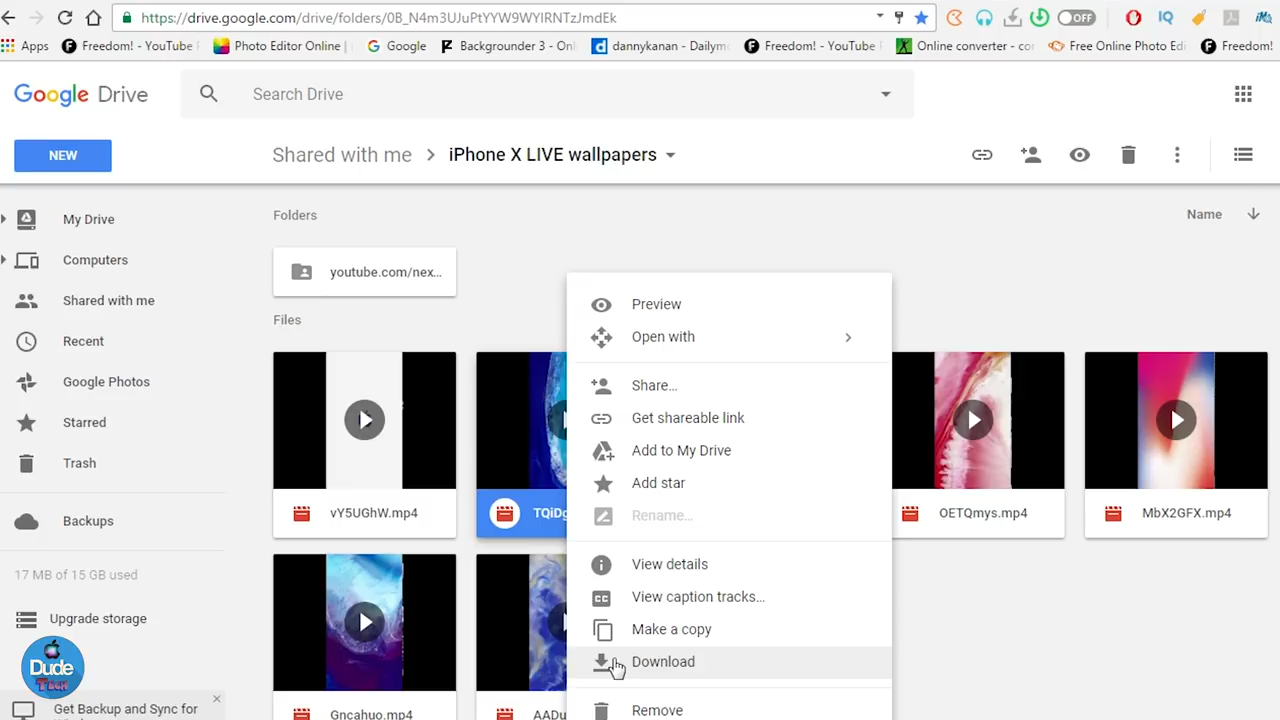 https://drive.google.com/drive/folders/0B_N4m3UJuPtYYW9WYlRNTzJmdEk
OFF
IQ
Apps
Freedom! - YouTube
Photo Editor Online |
Google
Backgrounder 3 - Onl
dannykanan - Dailym
Freedom! - YouTube
Online converter - co
Free Online Photo Edi
Freedom!
Google Drive
Search Drive
NEW
Shared with me
iPhone X LIVE wallpapers
My Drive
Computers
Shared with me
Recent
Google Photos
Starred
Trash
Backups
17 MB of 15 GB used
Upgrade storage
Dude
TECH
Get Backup and Sync for
Folders
Name
youtube.com/nex...
Files
vY5UGhW.mp4
OETQmys.mp4
MbX2GFX.mp4
Gncahuo.mp4
Preview
Open with
Share...
Get shareable link
Add to My Drive
Add star
Rename...
View details
CC
View caption tracks...
Make a copy
Download
Remove